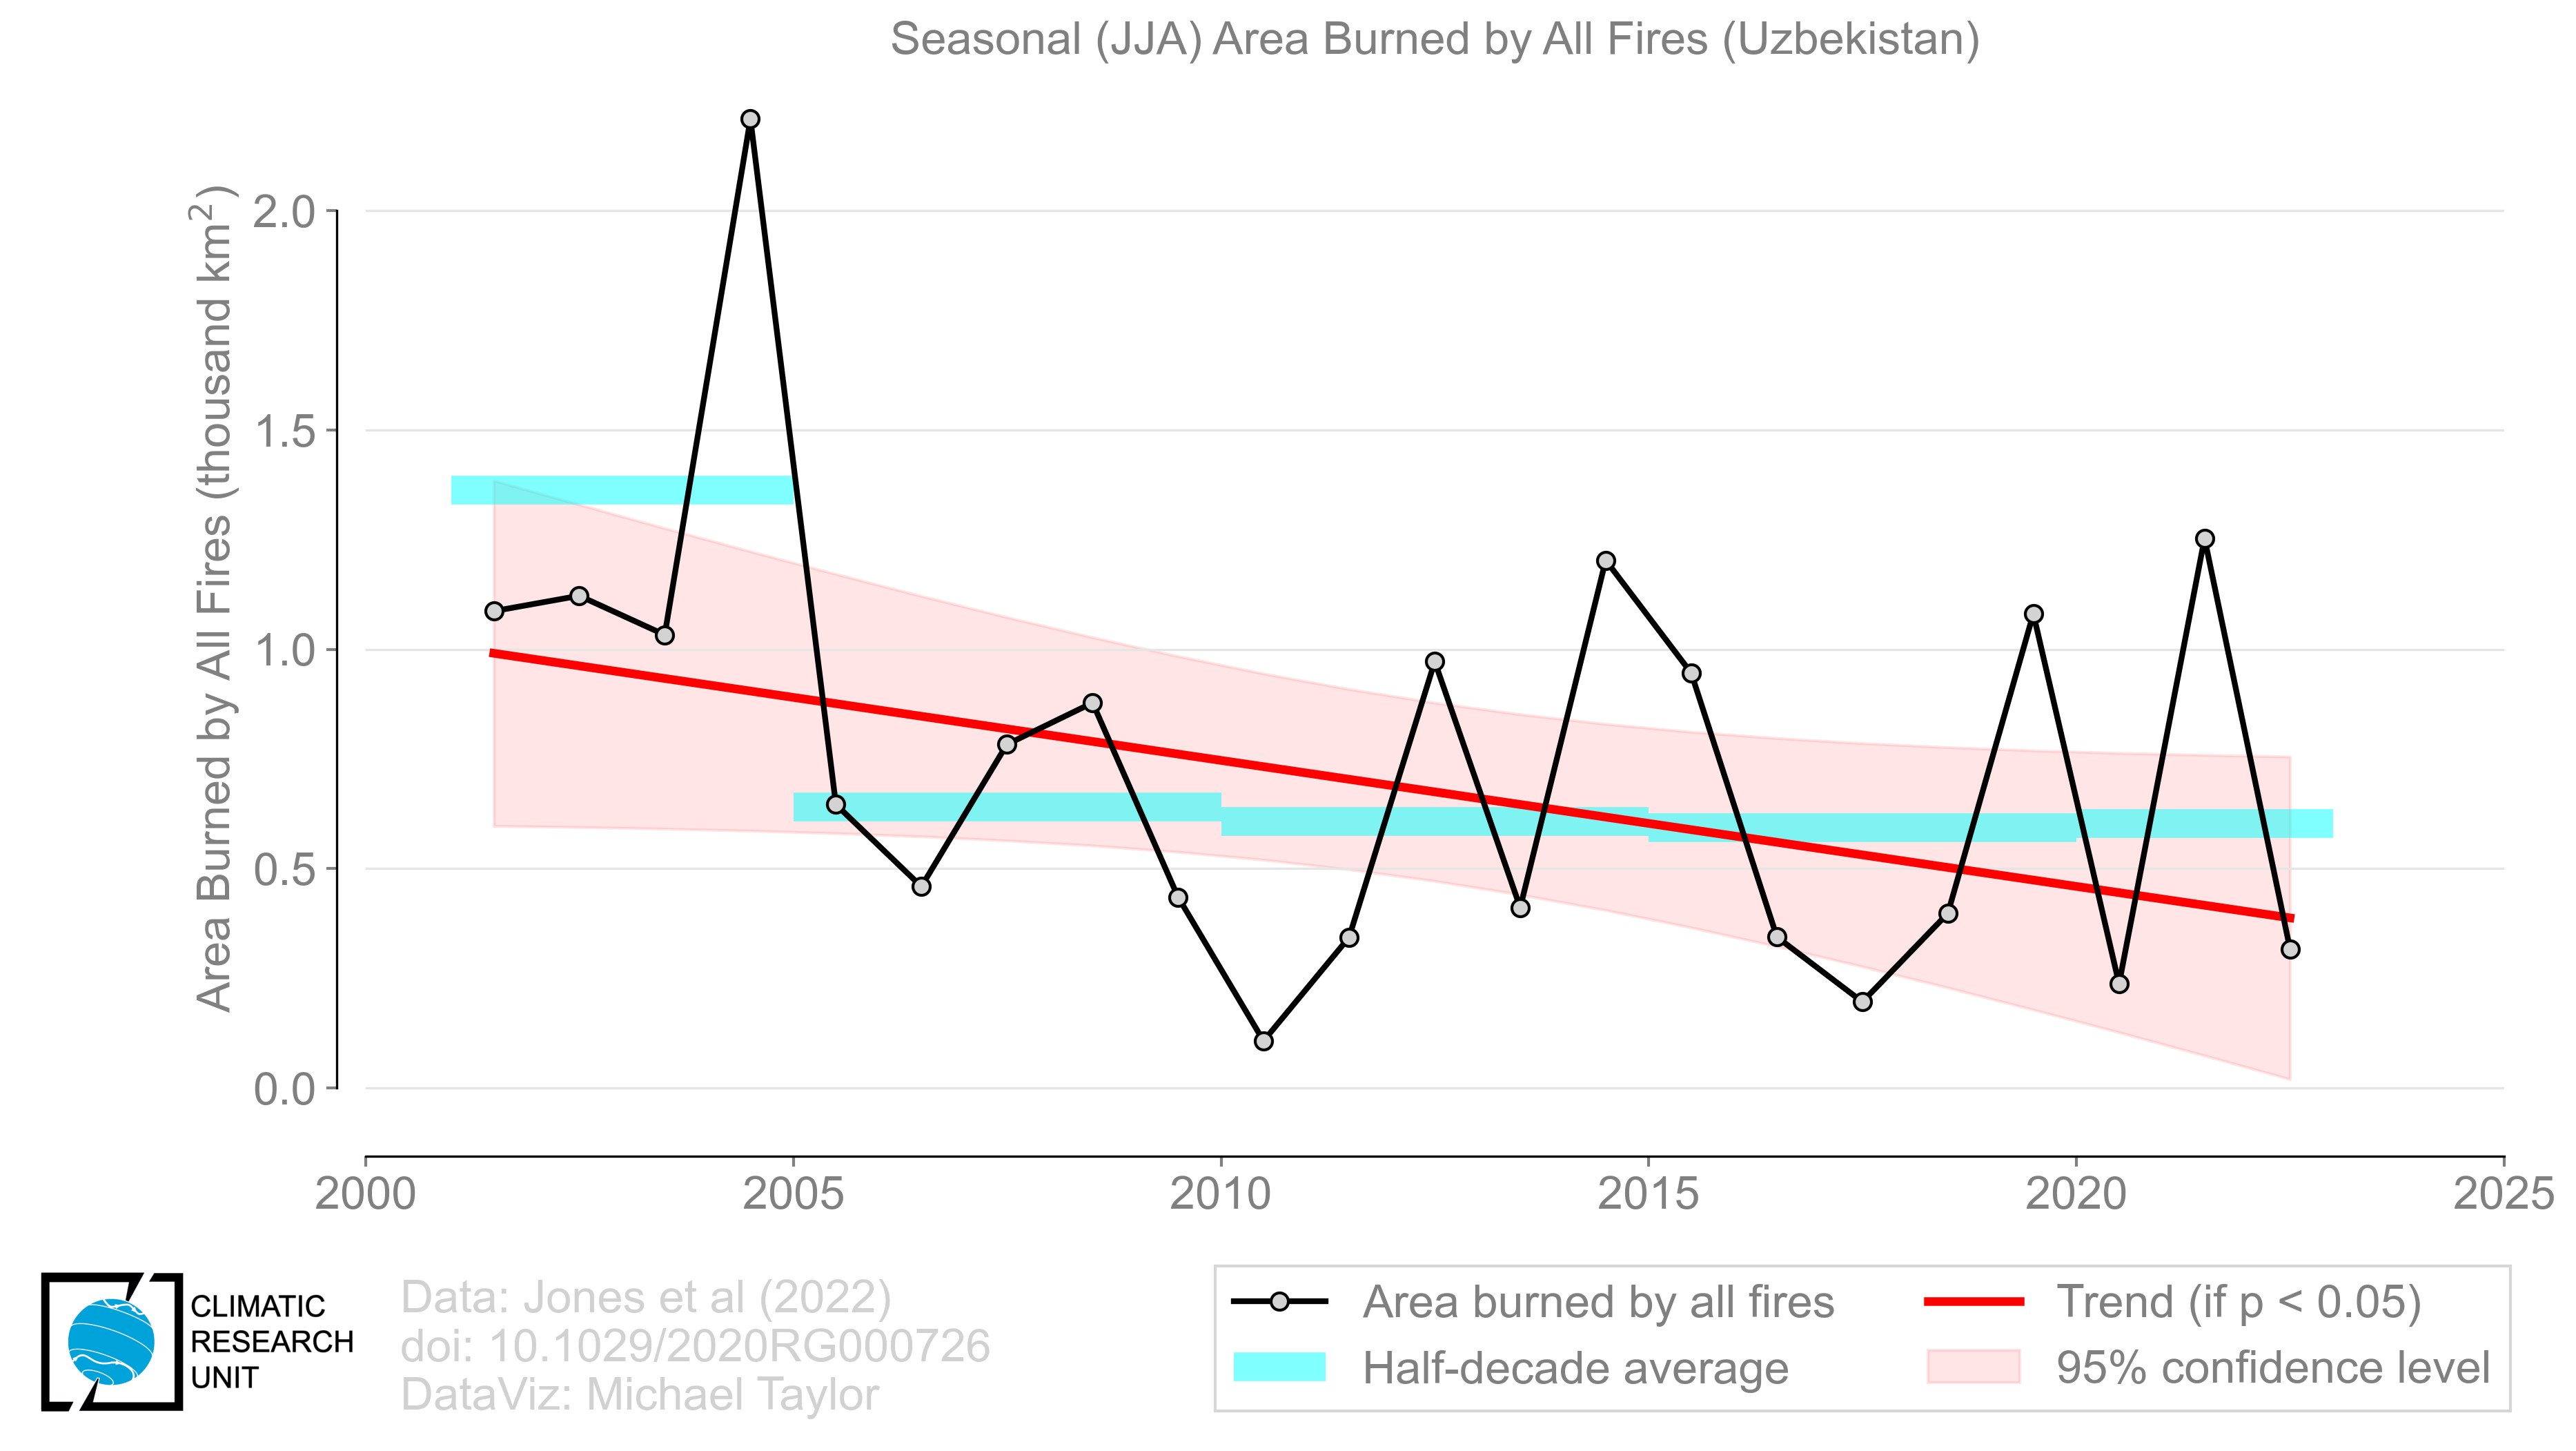 Seasonal (JJA) Area Burned by All Fires (Uzbekistan)
Area Burned by All Fires (thousand km²)
2.0
1.5
1.0
0.5
0.0
2000 2005 2010 2015 2020 2025
CLIMATIC
RESEARCH
UNIT
Data: Jones et al (2022)
doi: 10.1029/2020RG000726
DataViz: Michael Taylor
Area burned by all fires
Half-decade average
Trend (if p < 0.05)
95% confidence level